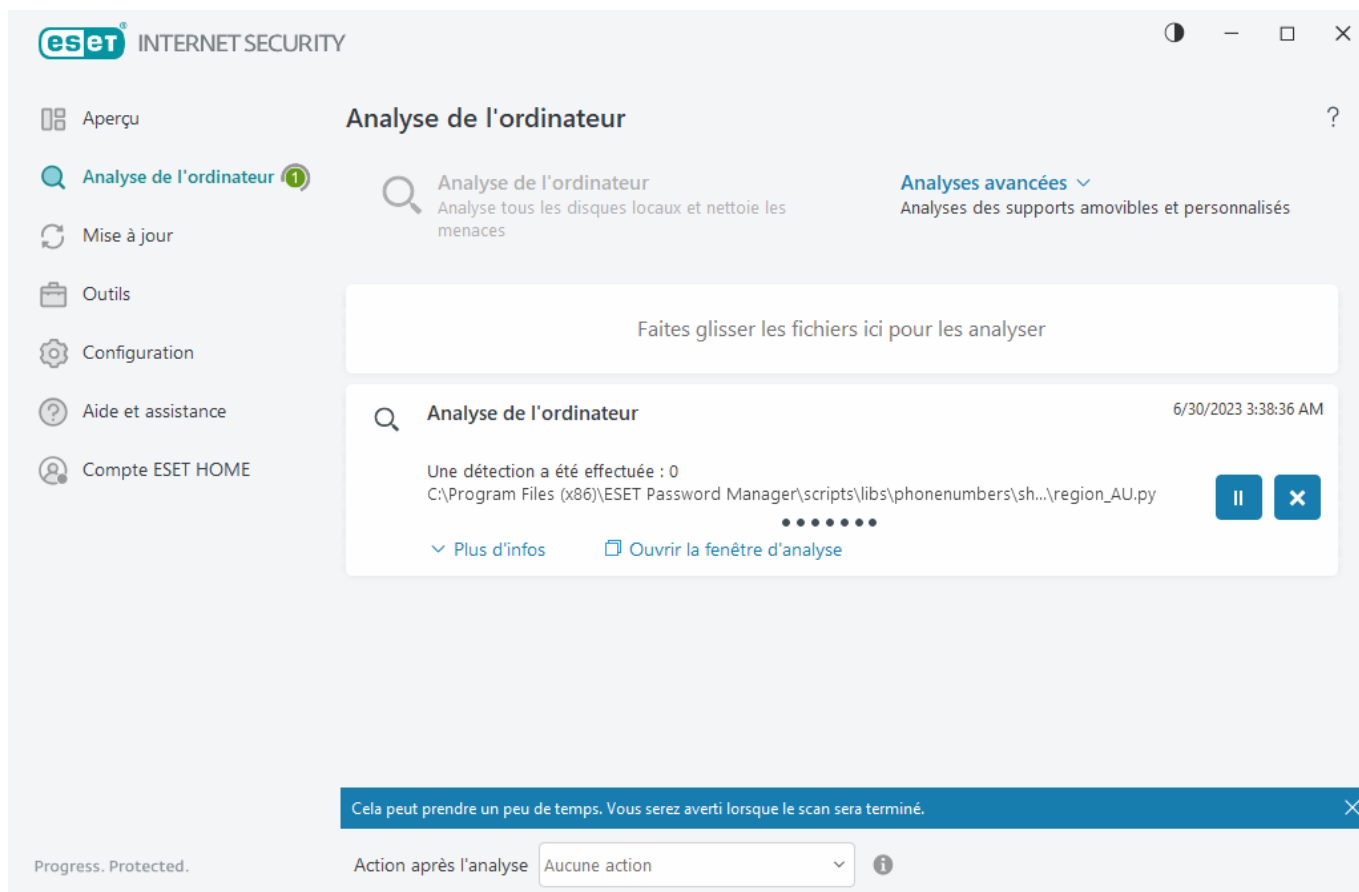 eset® INTERNET SECURITY
Aperçu
Analyse de l'ordinateur 1
Mise à jour
Outils
Configuration
Aide et assistance
Compte ESET HOME
Progress. Protected.
Analyse de l'ordinateur
?
Analyse de l'ordinateur
Analyse tous les disques locaux et nettoie les
menaces
Analyses avancées
Analyses des supports amovibles et personnalisés
Faites glisser les fichiers ici pour les analyser
Analyse de l'ordinateur
6/30/2023 3:38:36 AM
Une détection a été effectuée : 0
C:\Program Files (x86)\ESET Password Manager\scripts\libs\phonenumbers\sh...\region_AU.py
Plus d'infos
Ouvrir la fenêtre d'analyse
Cela peut prendre un peu de temps. Vous serez averti lorsque le scan sera terminé.
Action après l'analyse Aucune action